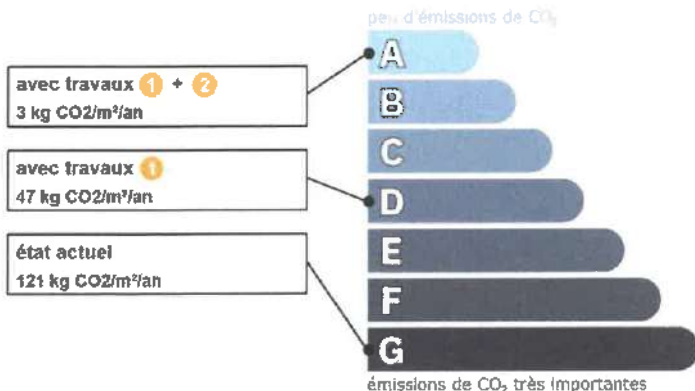 peu d'émissions de CO₂
A
avec travaux 1 + 2
3 kg CO2/m²/an
B
C
avec travaux 1
47 kg CO2/m²/an
D
état actuel
121 kg CO2/m²/an
E
F
G
émissions de CO₂ très importantes